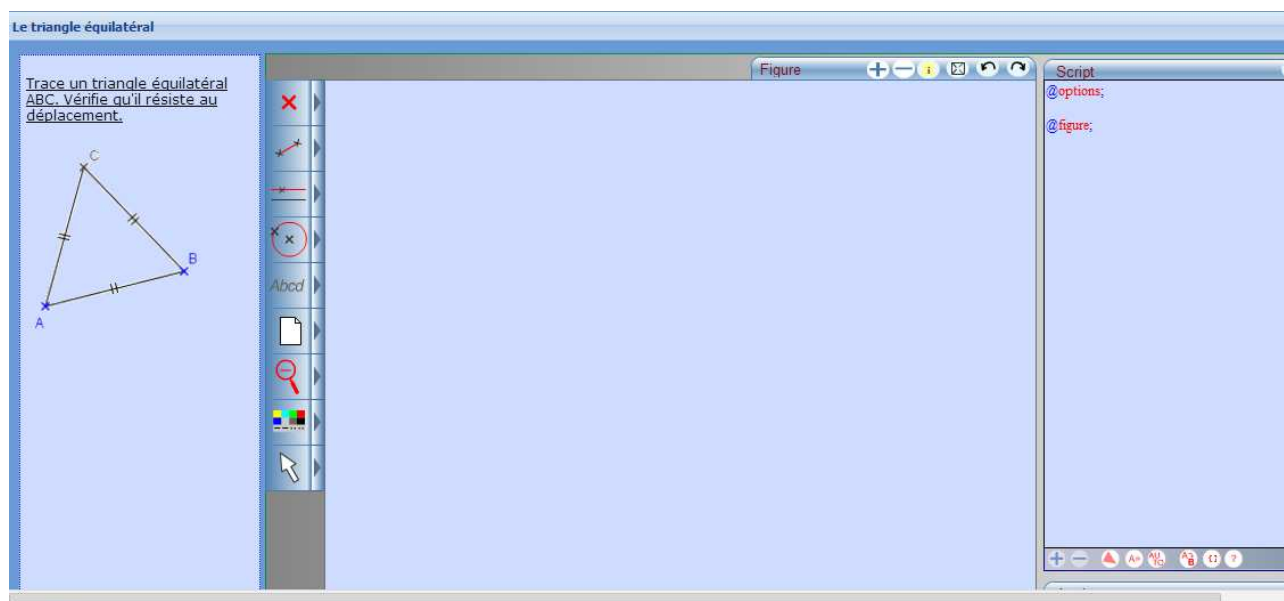 Le triangle équilatéral
Trace un triangle équilatéral
ABC. Vérifie qu'il résiste au
déplacement.
C
B
A
Figure
i
Abcd
Script
@options;
@figure;
?